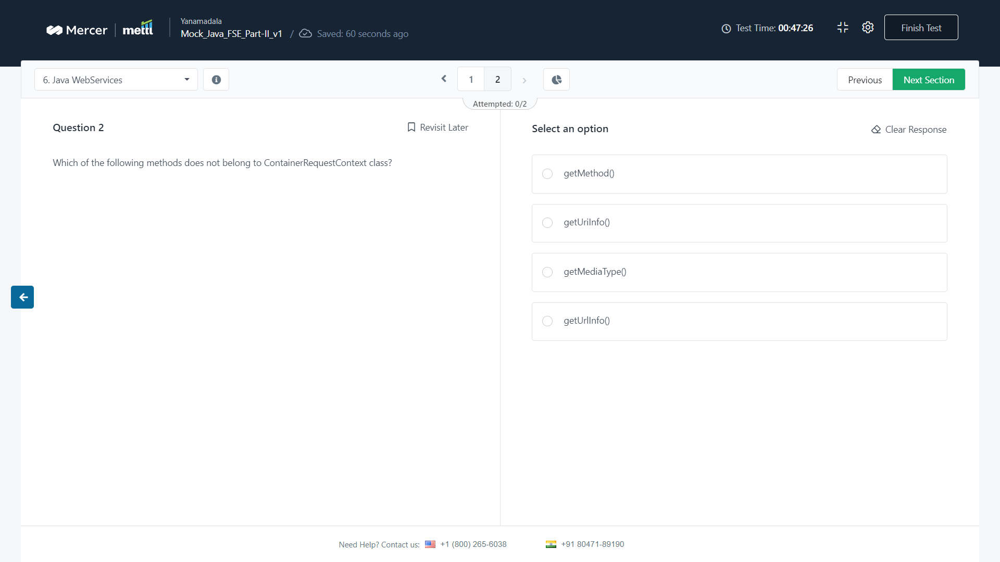 Mercer mettl
Yanamadala
Mock_Java_FSE_Part-II_v1 / Saved: 60 seconds ago
Test Time: 00:47:26
Finish Test
6. Java WebServices
1 2
Previous
Next Section
Attempted: 0/2
Question 2
Revisit Later
Which of the following methods does not belong to ContainerRequestContext class?
Select an option
Clear Response
getMethod()
getUriInfo()
getMediaType()
getUrlInfo()
Need Help? Contact us: +1 (800) 265-6038 +91 80471-89190